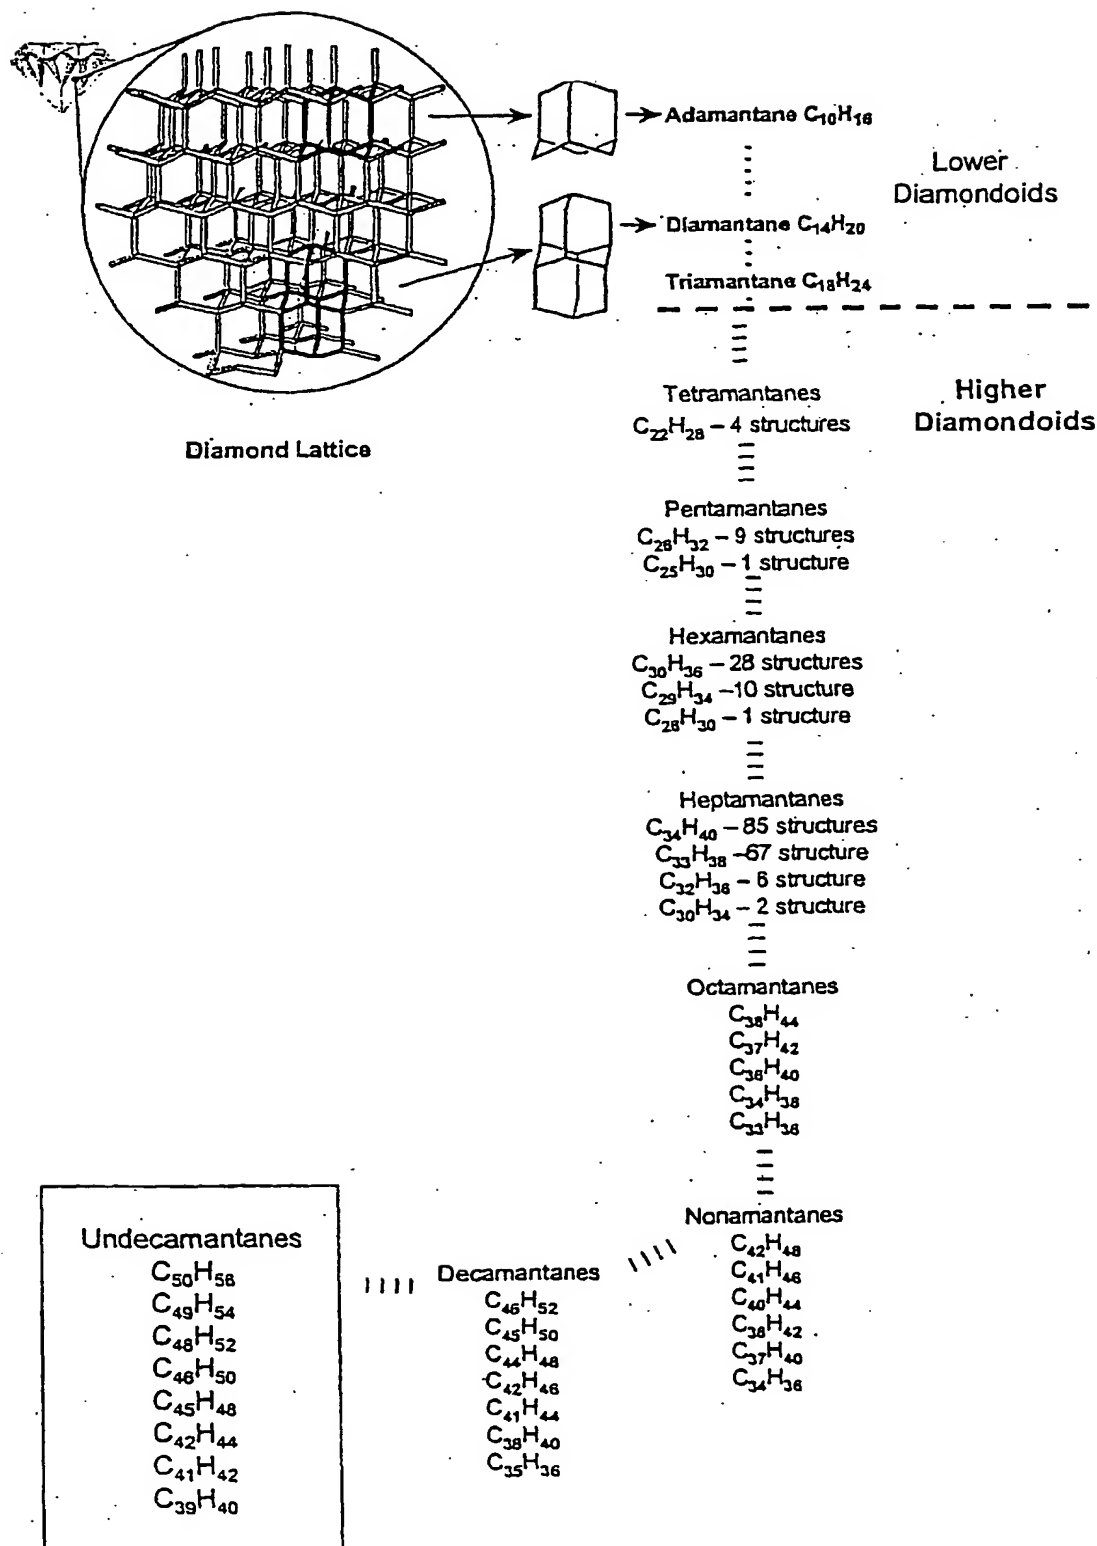 Adamantane C₁₀H₁₆
Lower
Diamondoids
Diamantane C₁₄H₂₀
Triamantane C₁₈H₂₄
Diamond Lattice
Tetramantanes
C₂₂H₂₈ – 4 structures
Higher
Diamondoids
Pentamantanes
C₂₆H₃₂ – 9 structures
C₂₅H₃₀ – 1 structure
Hexamantanes
C₃₀H₃₆ – 28 structures
C₂₉H₃₄ –10 structure
C₂₆H₃₀ – 1 structure
Heptamantanes
C₃₄H₄₀ – 85 structures
C₃₃H₃₈ –67 structure
C₃₂H₃₆ – 6 structure
C₃₀H₃₄ – 2 structure
Octamantanes
C₃₈H₄₄
C₃₇H₄₂
C₃₆H₄₀
C₃₄H₃₈
C₃₃H₃₆
Nonamantanes
C₄₂H₄₈
C₄₁H₄₆
C₄₀H₄₄
C₃₈H₄₂
C₃₇H₄₀
C₃₄H₃₆
Decamantanes
C₄₆H₅₂
C₄₅H₅₀
C₄₄H₄₈
C₄₂H₄₆
C₄₁H₄₄
C₃₈H₄₀
C₃₅H₃₆
Undecamantanes
C₅₀H₅₆
C₄₉H₅₄
C₄₈H₅₂
C₄₆H₅₀
C₄₅H₄₈
C₄₂H₄₄
C₄₁H₄₂
C₃₉H₄₀